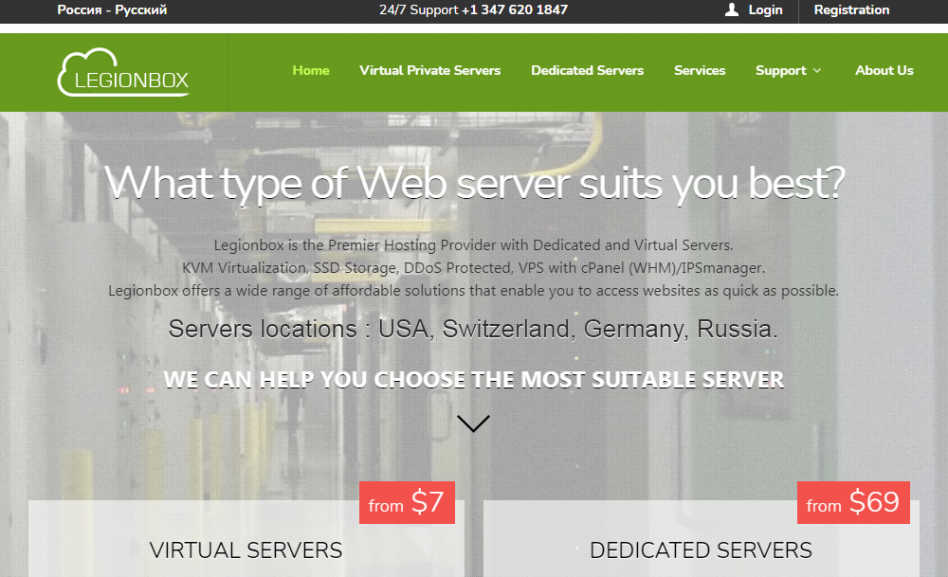 Россия - Русский
24/7 Support +1 347 620 1847
Login
Registration
LEGIONBOX
Home
Virtual Private Servers
Dedicated Servers
Services
Support
About Us
What type of Web server suits you best?
Legionbox is the Premier Hosting Provider with Dedicated and Virtual Servers.
KVM Virtualization, SSD Storage, DDoS Protected, VPS with cPanel (WHM)/IPSmanager.
Legionbox offers a wide range of affordable solutions that enable you to access websites as quick as possible.
Servers locations : USA, Switzerland, Germany, Russia.
WE CAN HELP YOU CHOOSE THE MOST SUITABLE SERVER
from $7
VIRTUAL SERVERS
from $69
DEDICATED SERVERS